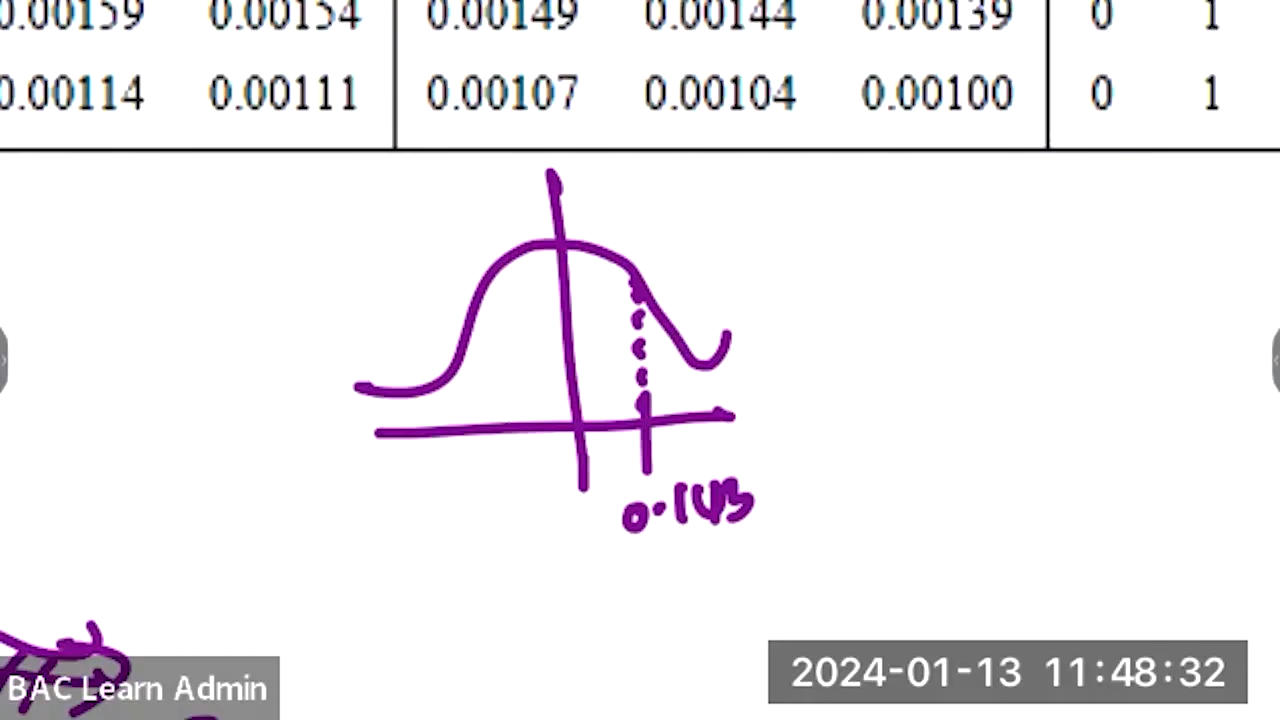 0.00159 0.00154 0.00149 0.00144 0.00139 0 1
0.00114 0.00111 0.00107 0.00104 0.00100 0 1
0.143
BAC Learn Admin
2024-01-13 11:48:32